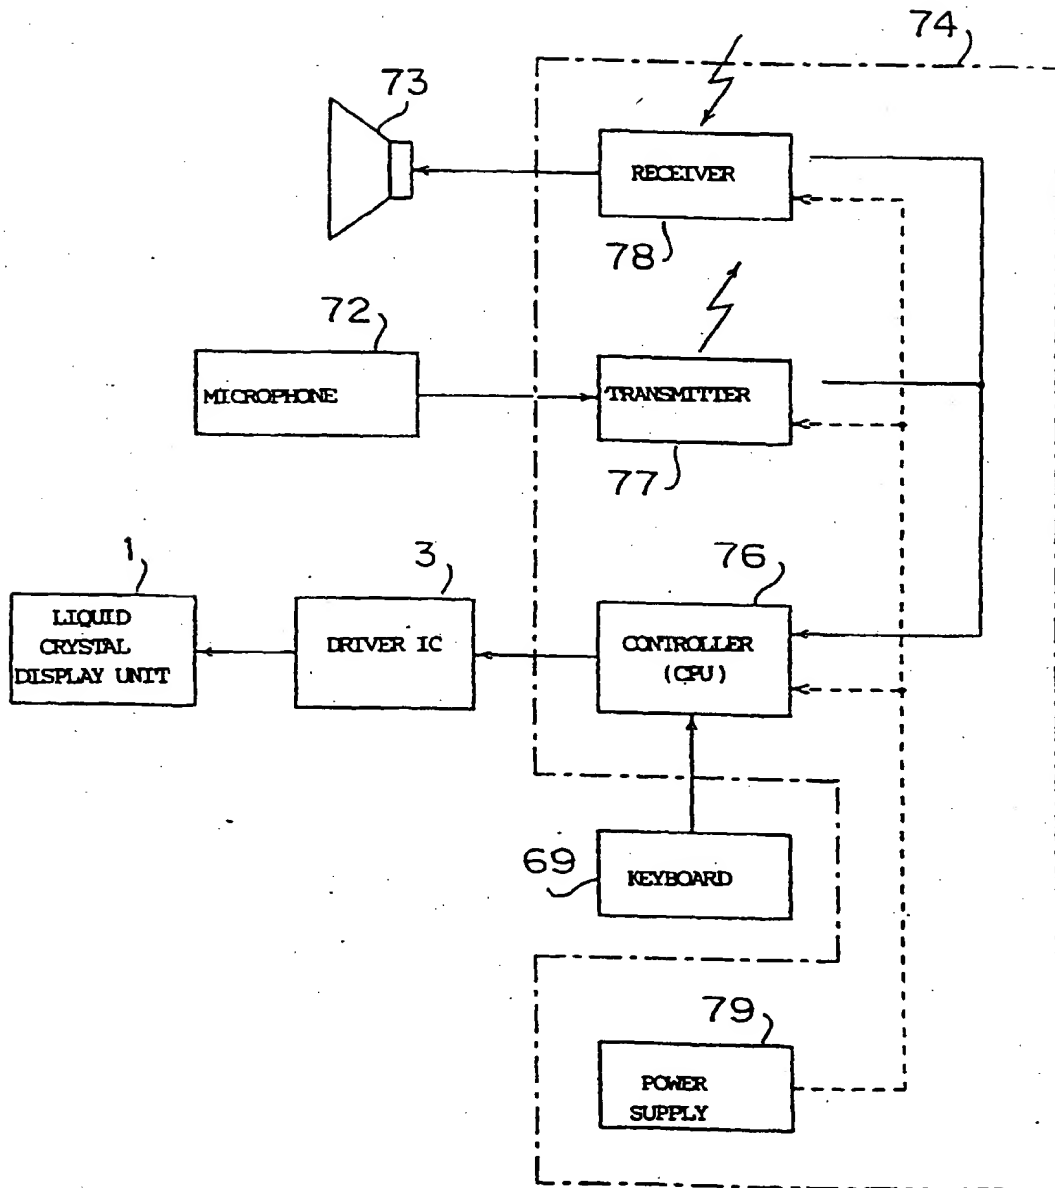 74
73
RECEIVER
78
72
MICROPHONE
TRANSMITTER
77
1
3
76
LIQUID
CRYSTAL
DISPLAY UNIT
DRIVER IC
CONTROLLER
(CPU)
69
KEYBOARD
79
POWER
SUPPLY